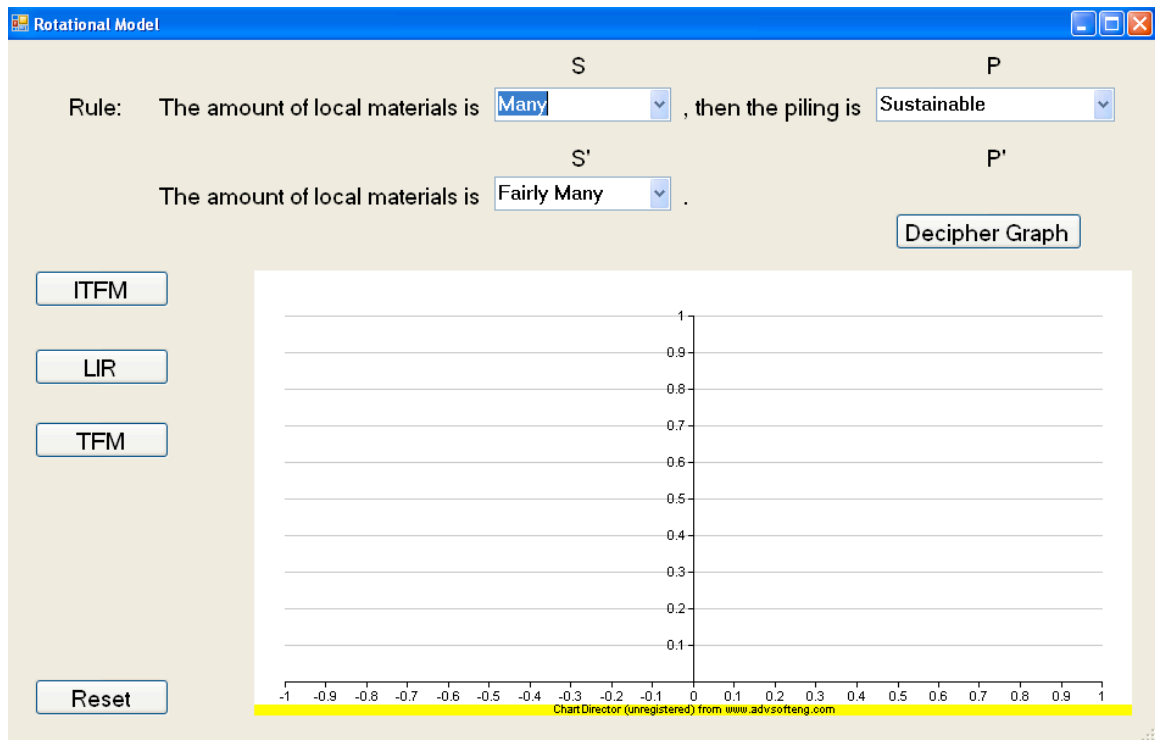 Rotational Model
S P
Rule: The amount of local materials is Many , then the piling is Sustainable
S' P'
The amount of local materials is Fairly Many .
Decipher Graph
ITFM
LIR
TFM
Reset
1
0.9
0.8
0.7
0.6
0.5
0.4
0.3
0.2
0.1
-1 -0.9 -0.8 -0.7 -0.6 -0.5 -0.4 -0.3 -0.2 -0.1 0 0.1 0.2 0.3 0.4 0.5 0.6 0.7 0.8 0.9 1
ChartDirector (unregistered) from www.advsofteng.com